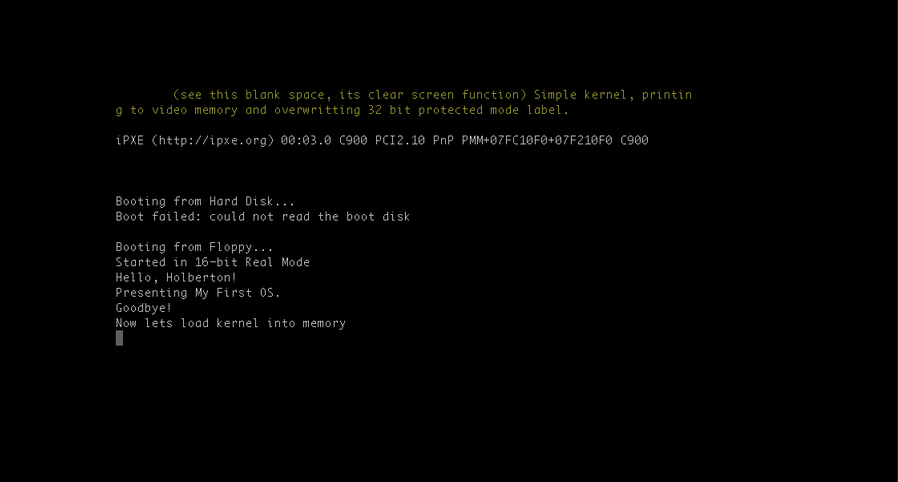 (see this blank space, its clear screen function) Simple kernel, printin
g to video memory and overwritting 32 bit protected mode label.
iPXE (http://ipxe.org) 00:03.0 C900 PCI2.10 PnP PMM+07FC10F0+07F210F0 C900
Booting from Hard Disk...
Boot failed: could not read the boot disk
Booting from Floppy...
Started in 16-bit Real Mode
Hello, Holberton!
Presenting My First OS.
Goodbye!
Now lets load kernel into memory